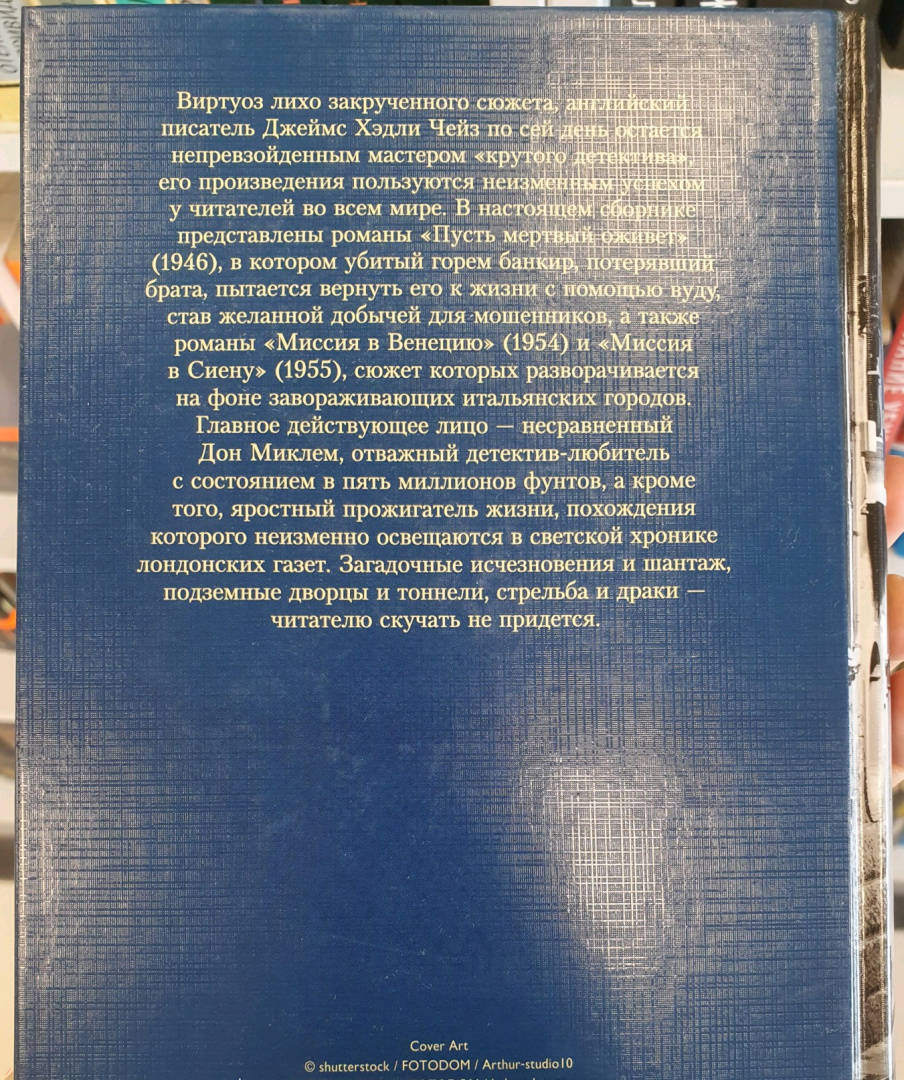 Виртуоз лихо закрученного сюжета, английский
писатель Джеймс Хэдли Чейз по сей день остается
непревзойденным мастером «крутого детектива»,
его произведения пользуются неизменным успехом
у читателей во всем мире. В настоящем сборнике
представлены романы «Пусть мертвый оживет»
(1946), в котором убитый горем банкир, потерявший
брата, пытается вернуть его к жизни с помощью вуду,
став желанной добычей для мошенников, а также
романы «Миссия в Венецию» (1954) и «Миссия
в Сиену» (1955), сюжет которых разворачивается
на фоне завораживающих итальянских городов.
Главное действующее лицо — несравненный
Дон Миклем, отважный детектив-любитель
с состоянием в пять миллионов фунтов, а кроме
того, яростный прожигатель жизни, похождения
которого неизменно освещаются в светской хронике
лондонских газет. Загадочные исчезновения и шантаж,
подземные дворцы и тоннели, стрельба и драки —
читателю скучать не придется.
Cover Art
© shutterstock / FOTODOM / Arthur-studio10